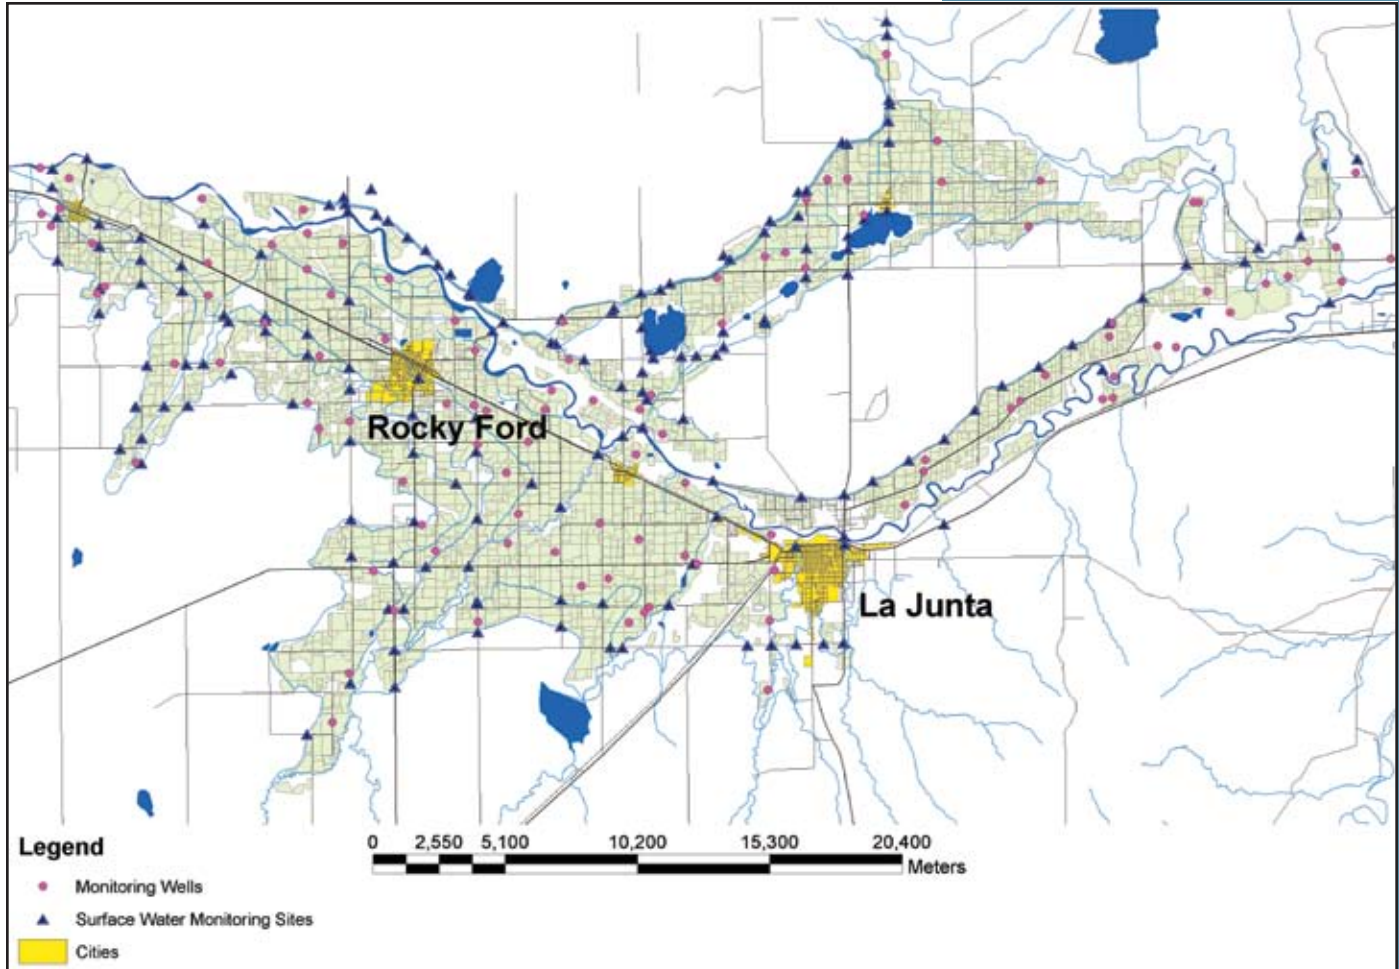 Rocky Ford
La Junta
Legend
Monitoring Wells
Surface Water Monitoring Sites
Cities
0 2,550 5,100 10,200 15,300 20,400
Meters